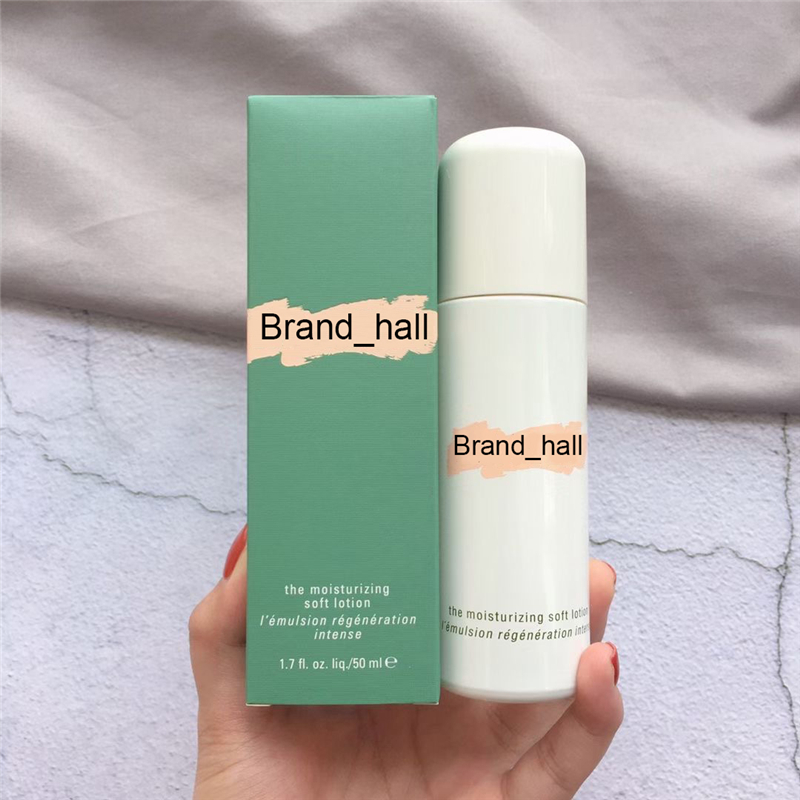 Brand_hall
the moisturizing
soft lotion
l'émulsion régénération
intense
1.7 fl. oz. liq./50 ml ℮
Brand_hall
the moisturizing soft lotion
l'émulsion régénération